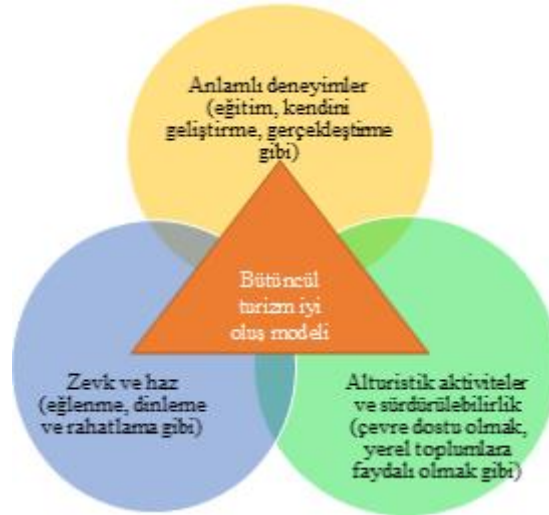 Anlamlı deneyimler
(eğitim, kendini
geliştirme, gerçekleştirme
gibi)
Bütüncül
turizm iyi
oluş modeli
Zevk ve haz
(eğlenme, dinleme
ve rahatlama gibi)
Alturistik aktiviteler
ve sürdürülebilirlik
(çevre dostu olmak,
yerel toplumlara
faydalı olmak gibi)